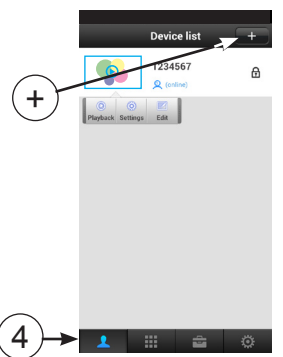 Device list +
1234567
(online)
+
Playback Settings Edit
4